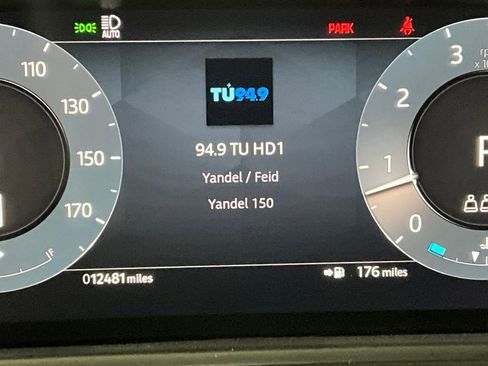 AUTO
PARK
110
130
150
170
TÚ94.9
94.9 TU HD1
Yandel / Feid
Yandel 150
3
2
1
0
F
012481 miles
176 miles